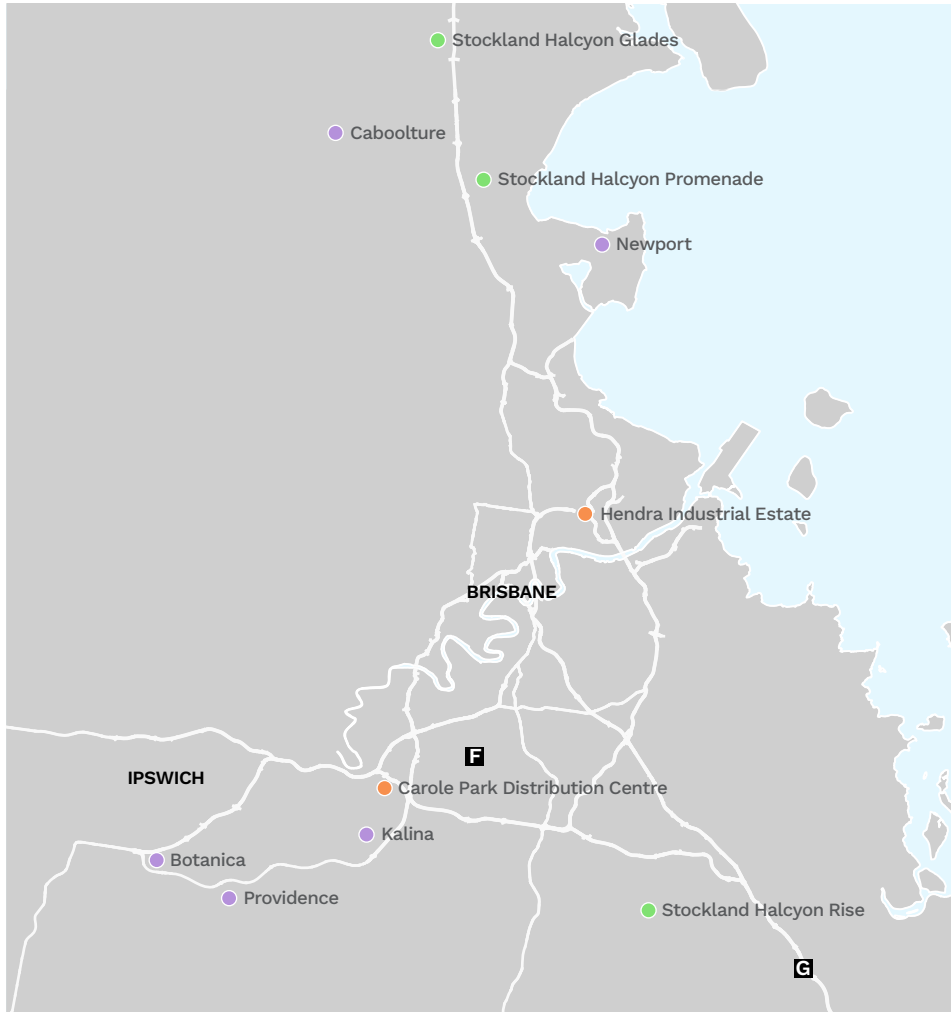 Stockland Halcyon Glades
Caboolture
Stockland Halcyon Promenade
Newport
Hendra Industrial Estate
BRISBANE
F
IPSWICH
Carole Park Distribution Centre
Kalina
Botanica
Providence
Stockland Halcyon Rise
G